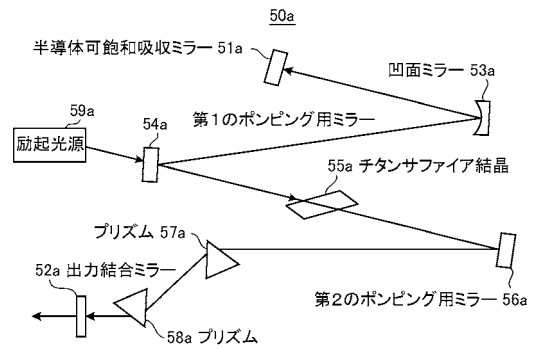 50a
半導体可飽和吸収ミラー 51a
凹面ミラー 53a
59a
励起光源
54a
第1のポンピング用ミラー
55a チタンサファイア結晶
プリズム 57a
52a 出力結合ミラー
第2のポンピング用ミラー 56a
58a プリズム